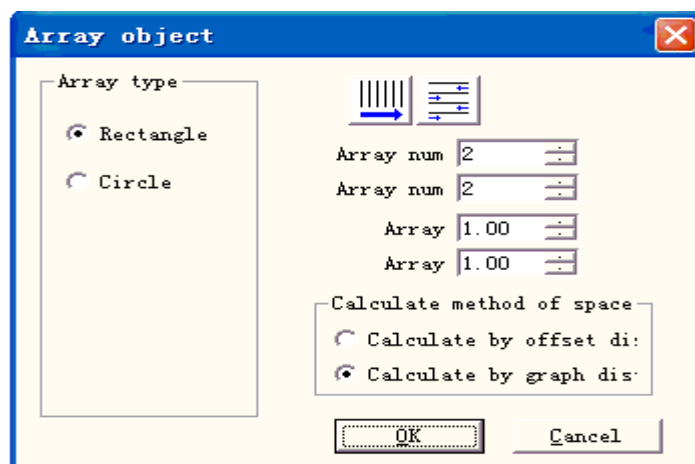 Array object
Array type
Rectangle
Circle
Array num 2
Array num 2
Array 1.00
Array 1.00
Calculate method of space
Calculate by offset di
Calculate by graph dis
OK
Cancel